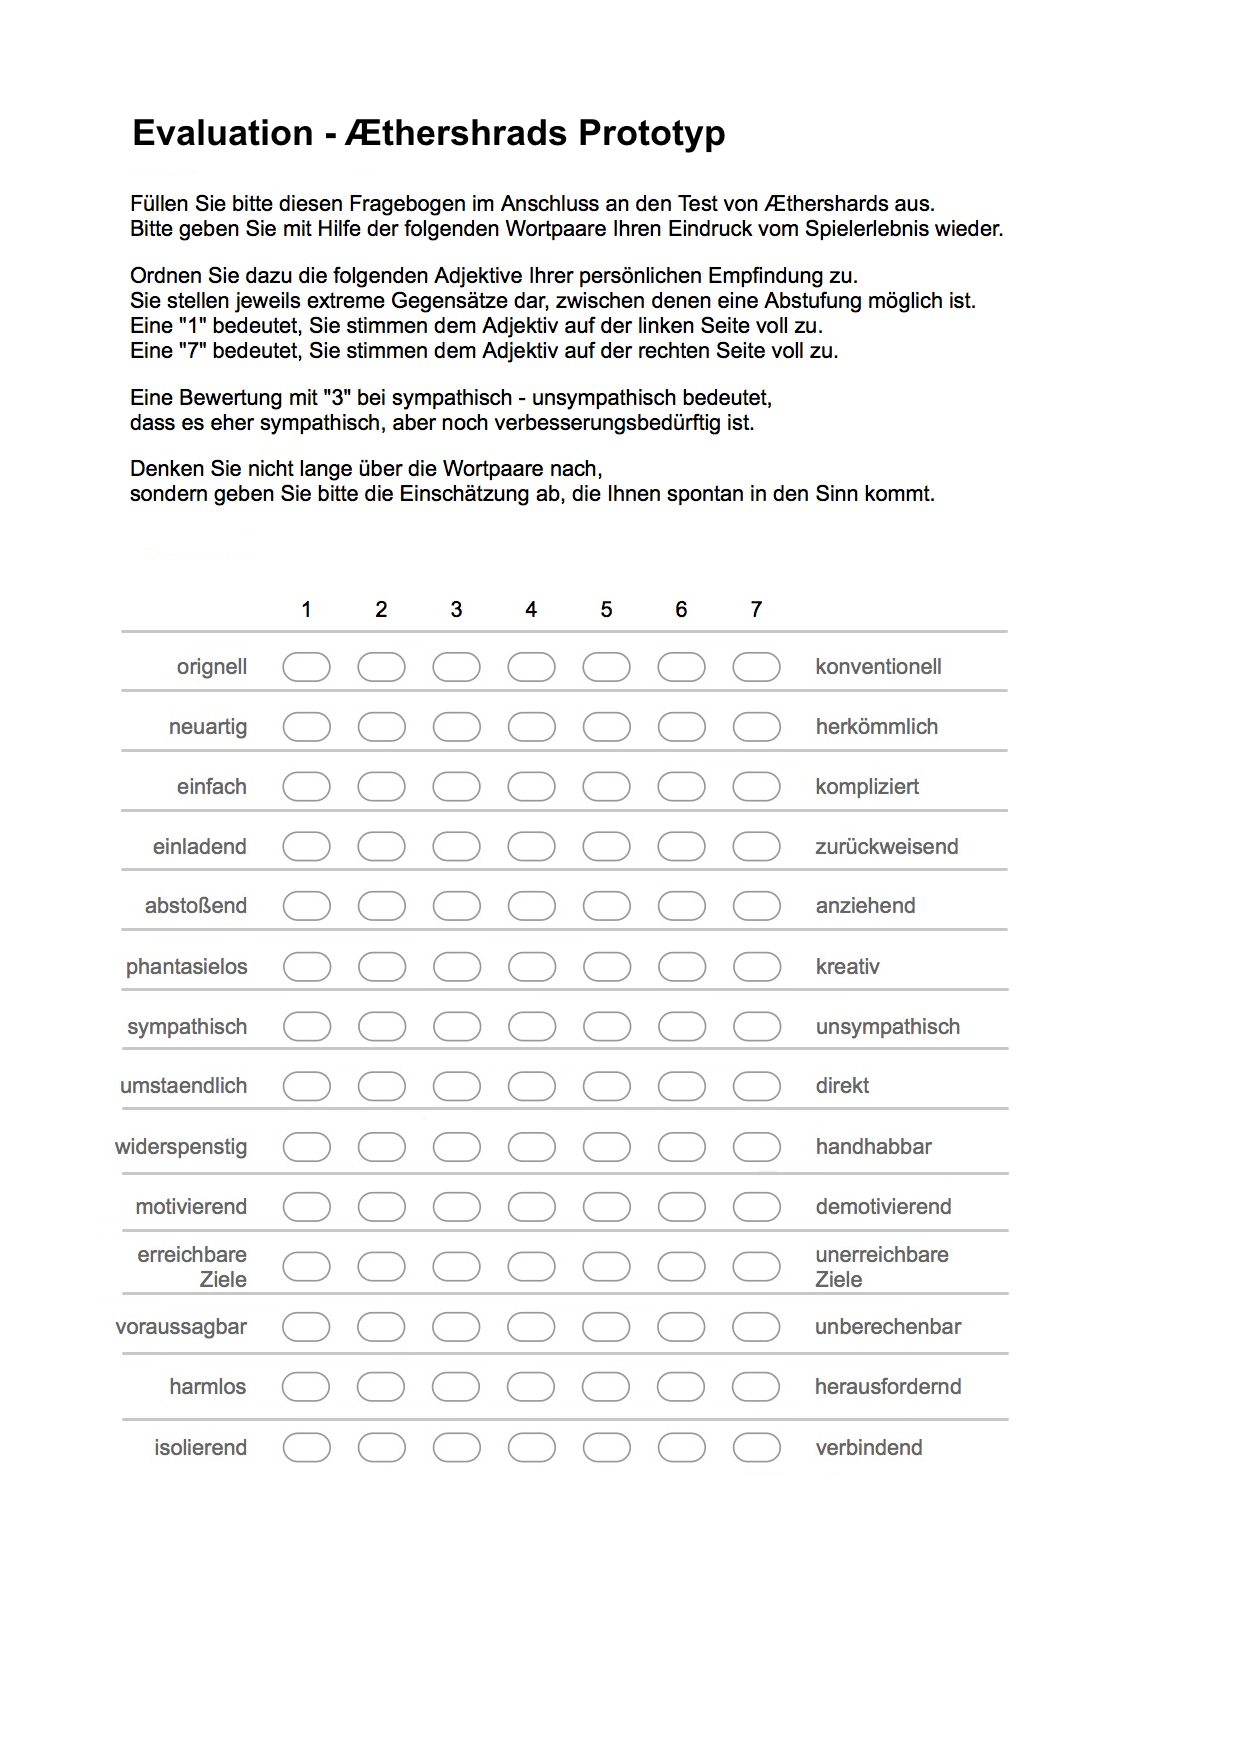 Evaluation - Æthershrads Prototyp
Füllen Sie bitte diesen Fragebogen im Anschluss an den Test von Æthershards aus.
Bitte geben Sie mit Hilfe der folgenden Wortpaare Ihren Eindruck vom Spielerlebnis wieder.
Ordnen Sie dazu die folgenden Adjektive Ihrer persönlichen Empfindung zu.
Sie stellen jeweils extreme Gegensätze dar, zwischen denen eine Abstufung möglich ist.
Eine "1" bedeutet, Sie stimmen dem Adjektiv auf der linken Seite voll zu.
Eine "7" bedeutet, Sie stimmen dem Adjektiv auf der rechten Seite voll zu.
Eine Bewertung mit "3" bei sympathisch - unsympathisch bedeutet,
dass es eher sympathisch, aber noch verbesserungsbedürftig ist.
Denken Sie nicht lange über die Wortpaare nach,
sondern geben Sie bitte die Einschätzung ab, die Ihnen spontan in den Sinn kommt.
1 2 3 4 5 6 7
orignell konventionell
neuartig herkömmlich
einfach kompliziert
einladend zurückweisend
abstoßend anziehend
phantasielos kreativ
sympathisch unsympathisch
umstaendlich direkt
widerspenstig handhabbar
motivierend demotivierend
erreichbare unerreichbare
Ziele Ziele
voraussagbar unberechenbar
harmlos herausfordernd
isolierend verbindend